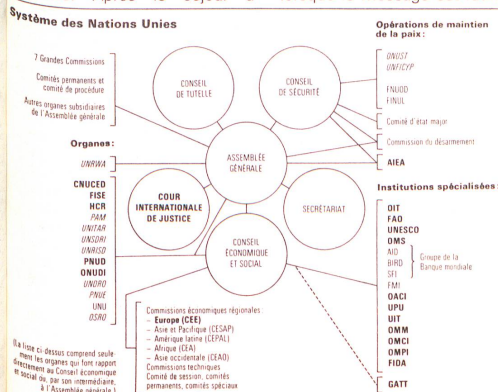 Système des Nations Unies
7 Grandes Commissions
Comités permanents et
comité de procédure
Autres organes subsidiaires
de l'Assemblée générale
Organes:
UNRWA
CNUCED
FISE
HCR
PAM
UNITAR
UNSDRI
UNRISD
PNUD
ONUDI
UNDRO
PNUE
UNU
OSRO
(La liste ci-dessus comprend seule-
ment les organes qui font rapport
directement au Conseil économique
et social ou, par son intermédiaire,
à l'Assemblée générale.)
CONSEIL
DE TUTELLE
CONSEIL
DE SÉCURITÉ
ASSEMBLÉE
GÉNÉRALE
COUR
INTERNATIONALE
DE JUSTICE
SECRÉTARIAT
CONSEIL
ÉCONOMIQUE
ET SOCIAL
Commissions économiques régionales
– Europe (CEE)
– Asie et Pacifique (CESAP)
– Amérique latine (CEPAL)
– Afrique (CEA)
– Asie occidentale (CEAO)
Commissions techniques
Comité de session, comités
permanents, comités spéciaux
Opérations de maintien
de la paix:
ONUST
UNFICYP
FNUOD
FINUL
Comité d'état major
Commission du désarmement
AIEA
Institutions spécialisées:
OIT
FAO
UNESCO
OMS
AID
BIRD
SFI
Groupe de la
Banque mondiale
FMI
OACI
UPU
UIT
OMM
OMCI
OMPI
FIDA
GATT